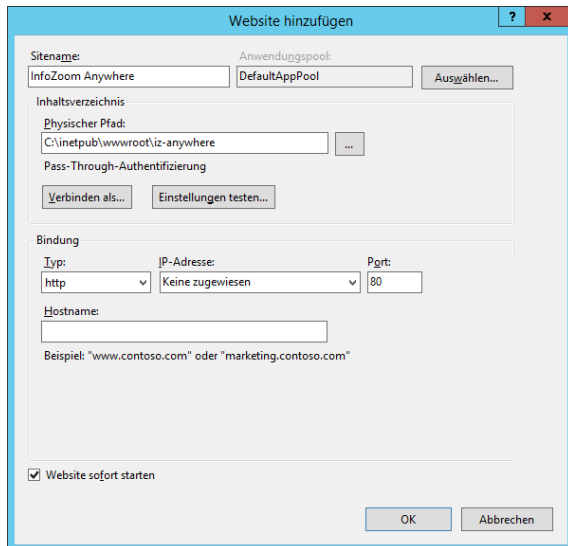 Website hinzufügen
? x
Sitename: Anwendungspool:
InfoZoom Anywhere DefaultAppPool Auswählen...
Inhaltsverzeichnis
Physischer Pfad:
C:\inetpub\wwwroot\iz-anywhere ...
Pass-Through-Authentifizierung
Verbinden als... Einstellungen testen...
Bindung
Typ: IP-Adresse: Port:
http Keine zugewiesen 80
Hostname:
Beispiel: "www.contoso.com" oder "marketing.contoso.com"
Website sofort starten
OK Abbrechen